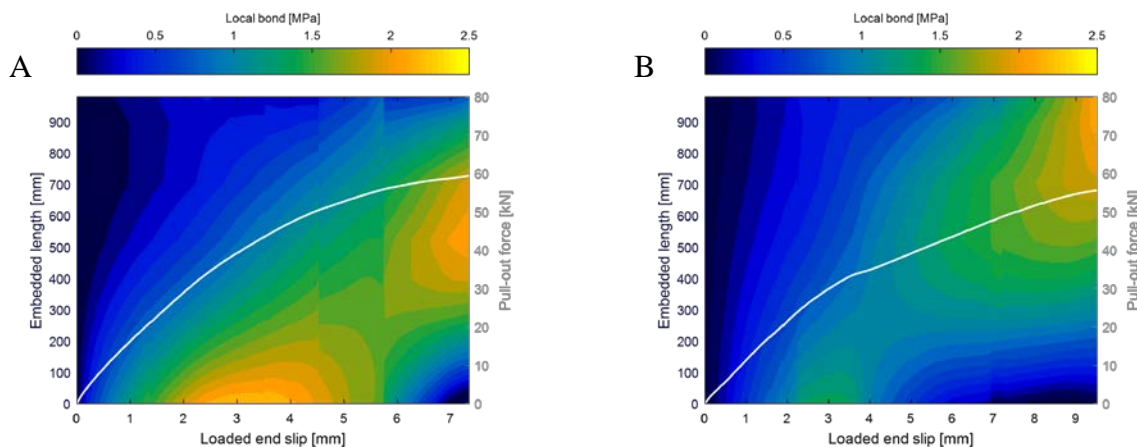 A
Local bond [MPa]
0 0.5 1 1.5 2 2.5
Embedded length [mm]
900
800
700
600
500
400
300
200
100
0
80
70
60
50
40
30
20
10
0
Pull-out force [kN]
0 1 2 3 4 5 6 7
Loaded end slip [mm]
B
Local bond [MPa]
0 0.5 1 1.5 2 2.5
Embedded length [mm]
900
800
700
600
500
400
300
200
100
0
80
70
60
50
40
30
20
10
0
Pull-out force [kN]
0 1 2 3 4 5 6 7 8 9
Loaded end slip [mm]